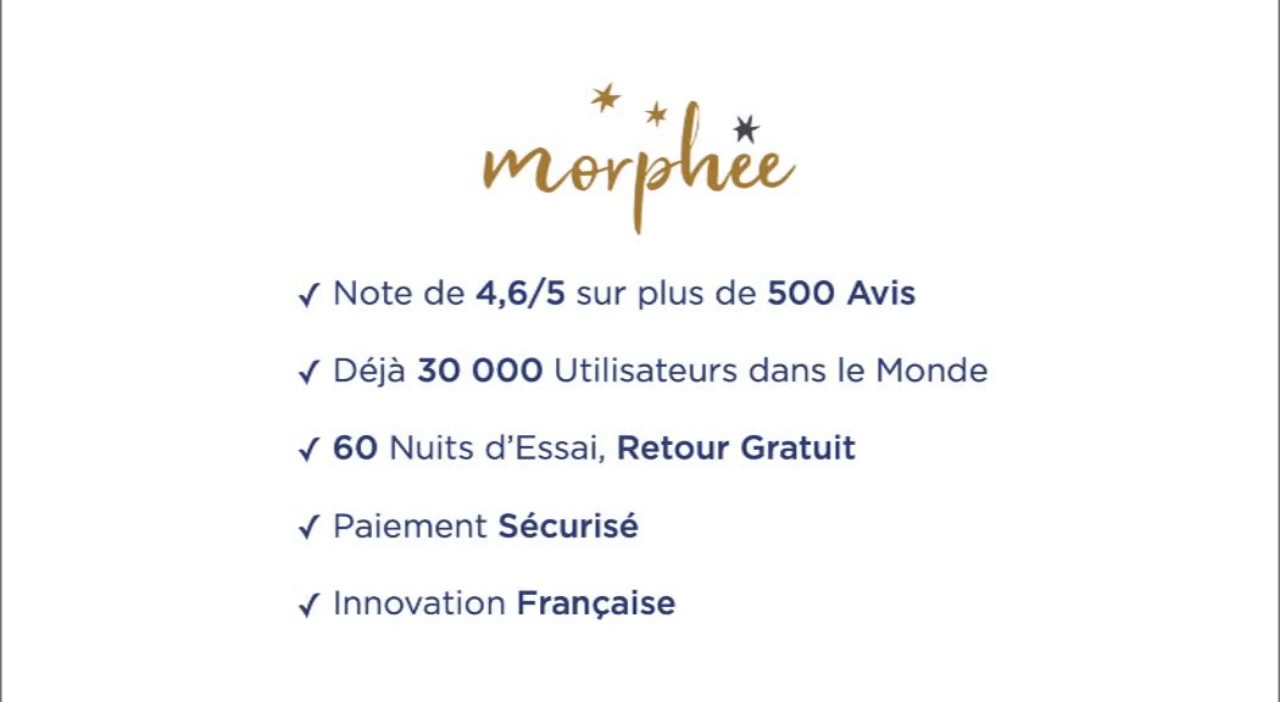 morphée
✓ Note de 4,6/5 sur plus de 500 Avis
✓ Déjà 30 000 Utilisateurs dans le Monde
✓ 60 Nuits d’Essai, Retour Gratuit
✓ Paiement Sécurisé
✓ Innovation Française